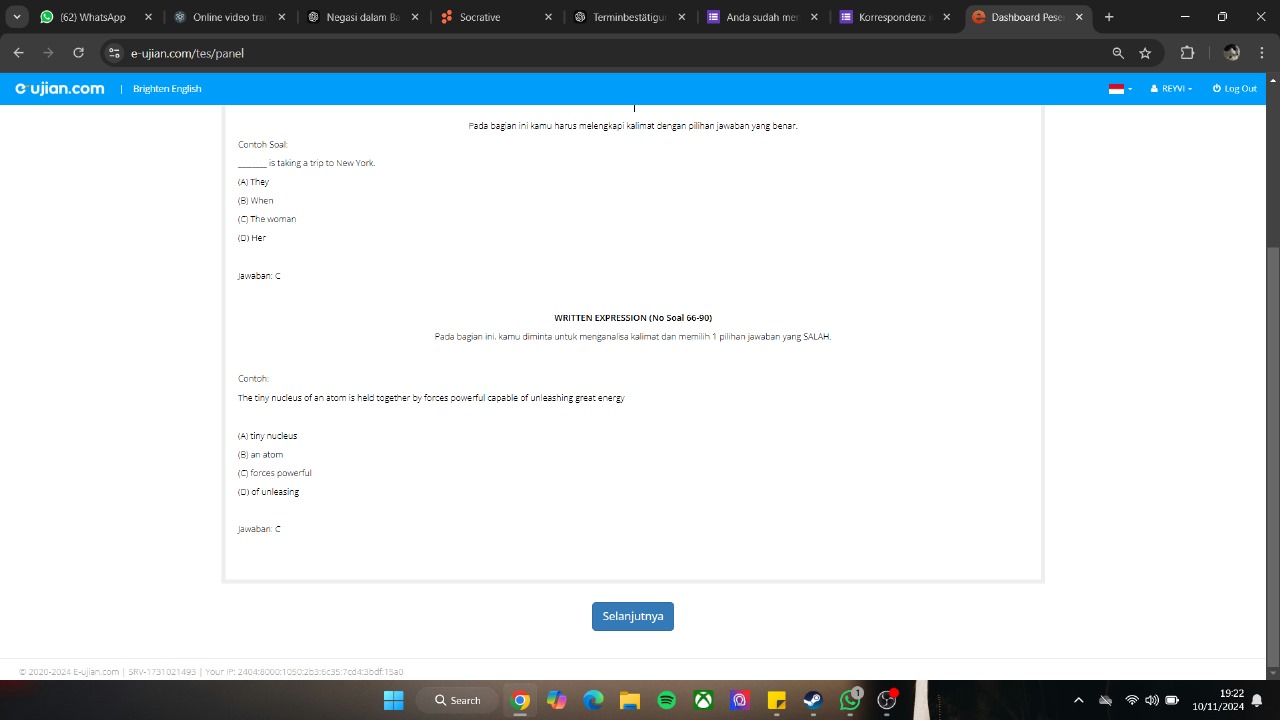 (62) WhatsApp
Online video tra
Negasi dalam Ba
Socrative
Terminbestätigu
Anda sudah me
Korrespondenz
Dashboard Pese
e-ujian.com/tes/panel
e-ujian.com | Brighten English
REYVI
Log Out
Pada bagian ini kamu harus melengkapi kalimat dengan pilihan jawaban yang benar.
Contoh Soal:
_______ is taking a trip to New York.
(A) They
(B) When
(C) The woman
(D) Her
Jawaban: C
WRITTEN EXPRESSION (No Soal 66-90)
Pada bagian ini, kamu diminta untuk menganalisa kalimat dan memilih 1 pilihan jawaban yang SALAH.
Contoh:
The tiny nucleus of an atom is held together by forces powerful capable of unleashing great energy
(A) tiny nucleus
(B) an atom
(C) forces powerful
(D) of unleasing
Jawaban: C
Selanjutnya
© 2020-2024 E-ujian.com | SRV-1731021493 | Your IP: 2404:8000:1050:2b3:6c35:7cd4:3bdf:18a0
Search
1
19:22
10/11/2024